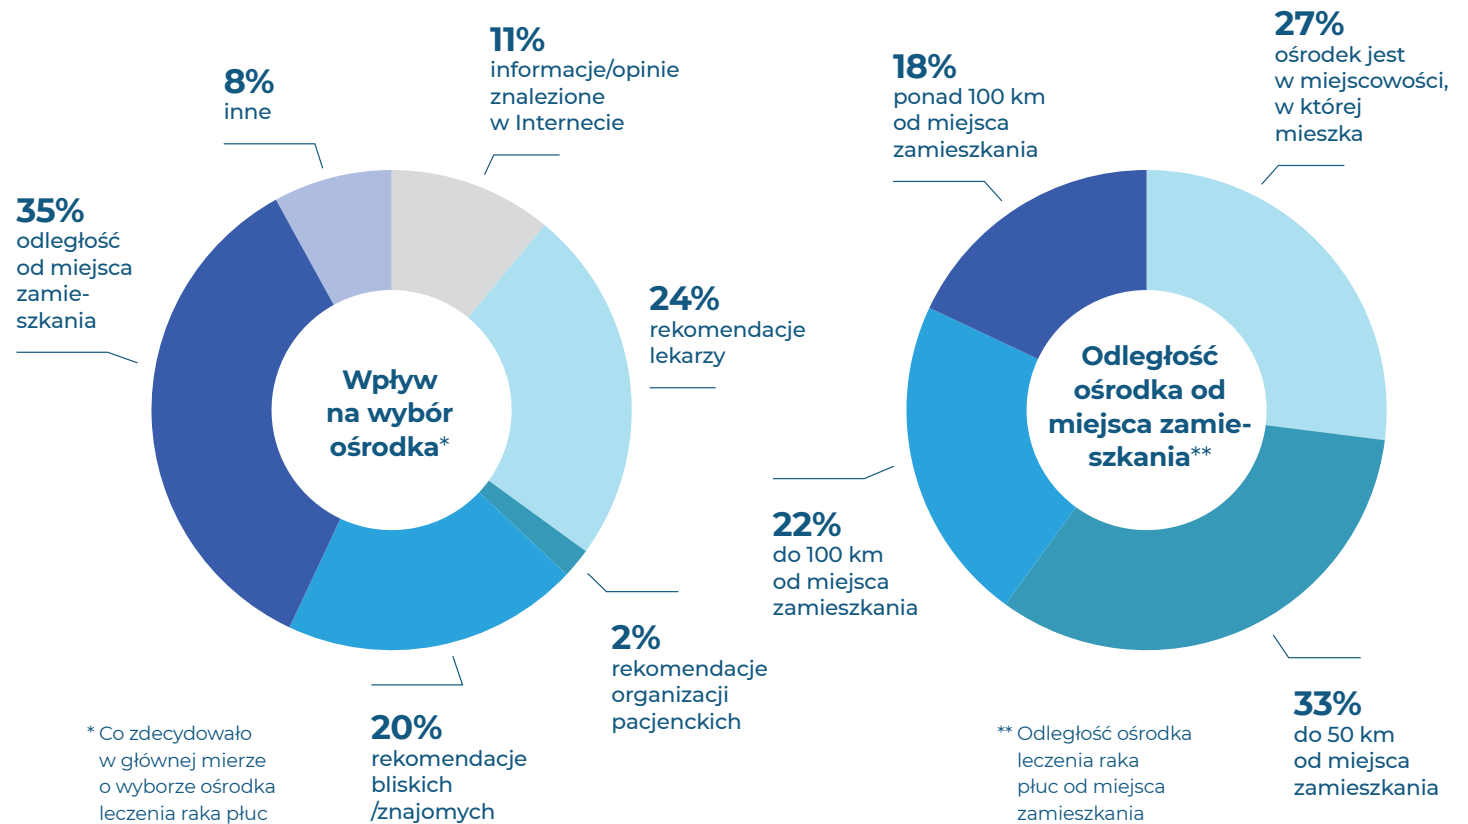 11%
informacje/opinie
znalezione
w Internecie
8%
inne
35%
odległość
od miejsca
zamie-
szkania
24%
rekomendacje
lekarzy
Wpływ
na wybór
ośrodka*
2%
rekomendacje
organizacji
pacjenckich
20%
rekomendacje
bliskich
/znajomych
* Co zdecydowało
w głównej mierze
o wyborze ośrodka
leczenia raka płuc
27%
ośrodek jest
w miejscowości,
w której
mieszka
18%
ponad 100 km
od miejsca
zamieszkania
Odległość
ośrodka od
miejsca zamie-
szkania**
22%
do 100 km
od miejsca
zamieszkania
33%
do 50 km
od miejsca
zamieszkania
** Odległość ośrodka
leczenia raka
płuc od miejsca
zamieszkania